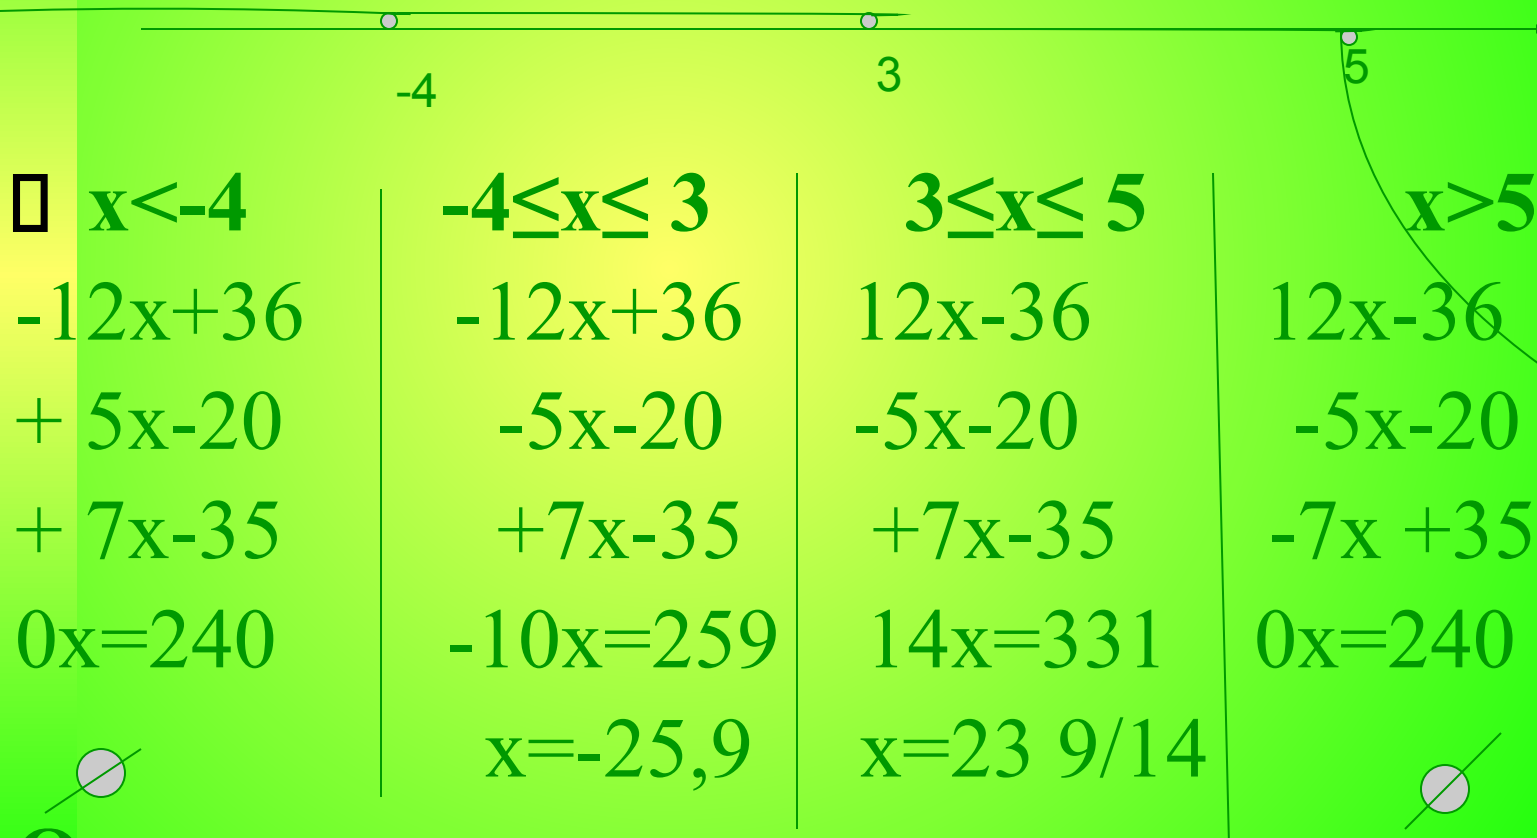 -4 3 5
x<-4 -4≤x≤ 3 3≤x≤ 5 x>5
-12x+36 -12x+36 12x-36 12x-36
+ 5x-20 -5x-20 -5x-20 -5x-20
+ 7x-35 +7x-35 +7x-35 -7x +35
0x=240 -10x=259 14x=331 0x=240
x=-25,9 x=23 9/14